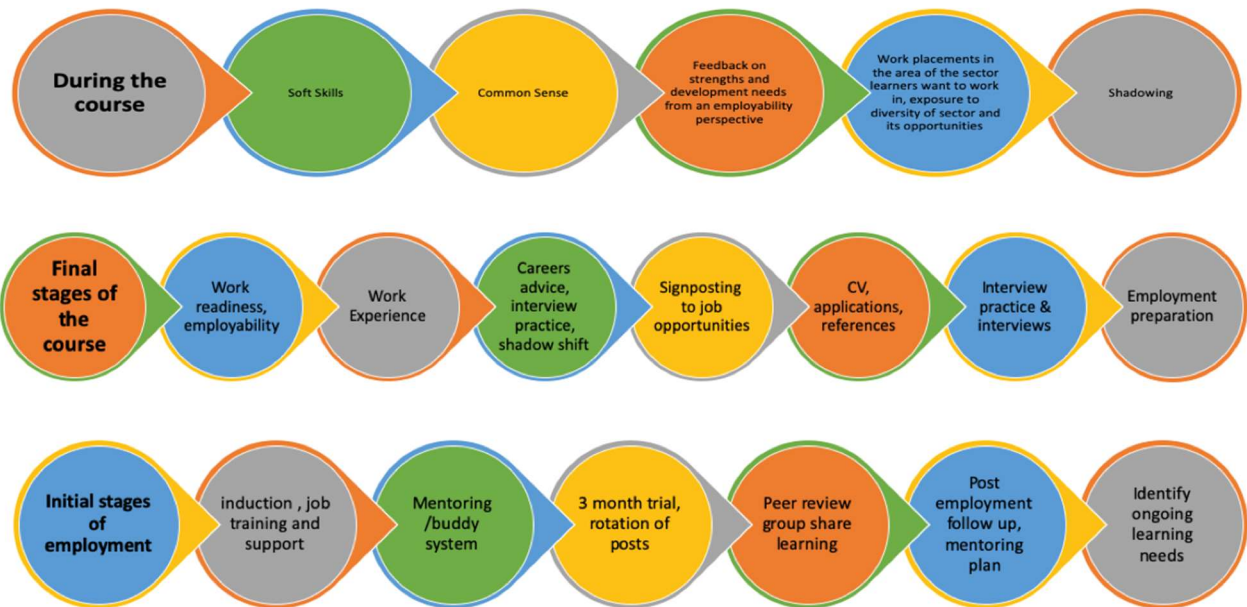 During the
course
Soft Skills
Common Sense
Feedback on
strengths and
development needs
from an employability
perspective
Work placements in
the area of the sector
learners want to work
in, exposure to
diversity of sector and
its opportunities
Shadowing
Final
stages of
the
course
Work
readiness,
employability
Work
Experience
Careers
advice,
interview
practice,
shadow shift
Signposting
to job
opportunities
CV,
applications,
references
Interview
practice &
interviews
Employment
preparation
Initial stages
of
employment
induction , job
training and
support
Mentoring
/buddy
system
3 month trial,
rotation of
posts
Peer review
group share
learning
Post
employment
follow up,
mentoring
plan
Identify
ongoing
learning
needs